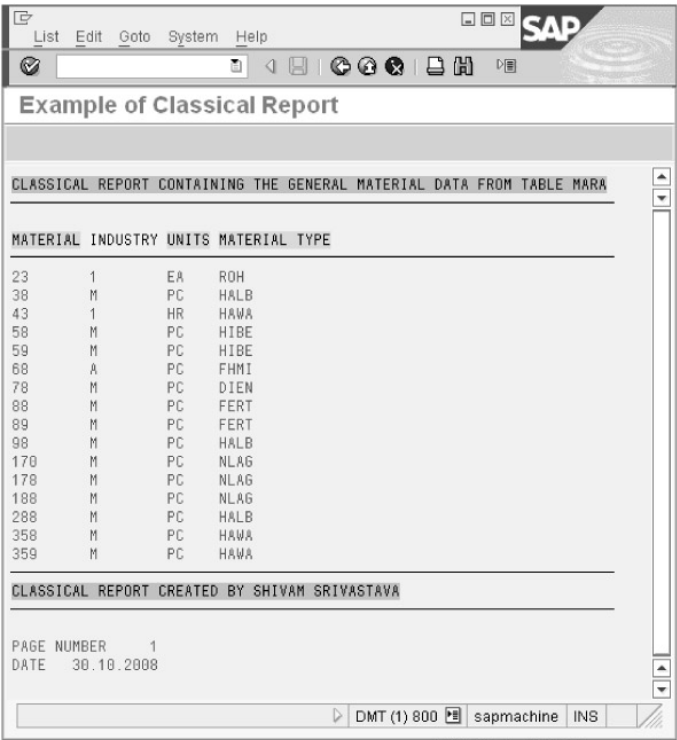 List Edit Goto System Help
SAP
Example of Classical Report
CLASSICAL REPORT CONTAINING THE GENERAL MATERIAL DATA FROM TABLE MARA
MATERIAL INDUSTRY UNITS MATERIAL TYPE
23 1 EA ROH
38 M PC HALB
43 1 HR HAWA
58 M PC HIBE
59 M PC HIBE
68 A PC FHMI
78 M PC DIEN
88 M PC FERT
89 M PC FERT
98 M PC HALB
170 M PC NLAG
178 M PC NLAG
188 M PC NLAG
288 M PC HALB
358 M PC HAWA
359 M PC HAWA
CLASSICAL REPORT CREATED BY SHIVAM SRIVASTAVA
PAGE NUMBER 1
DATE 30.10.2008
DMT (1) 800 sapmachine INS